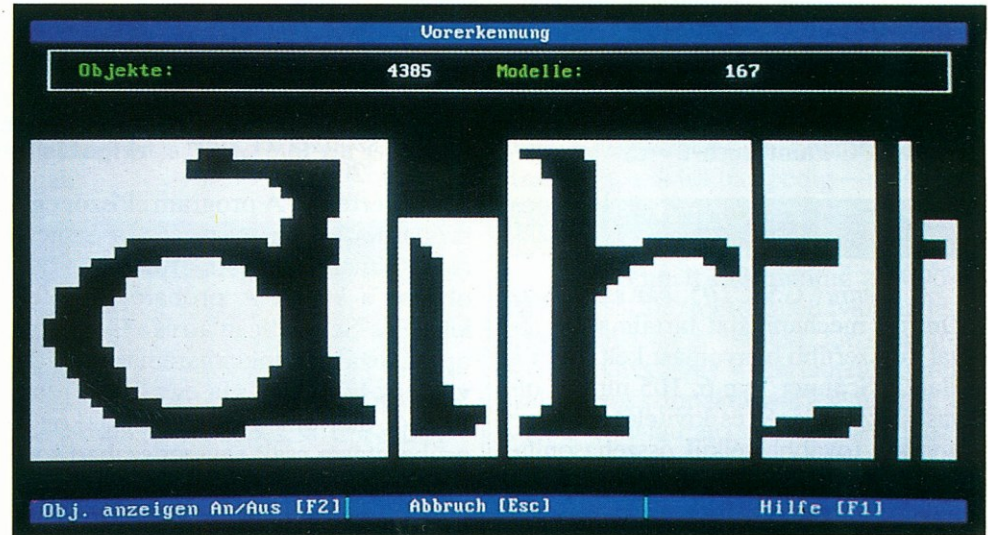 Vorerkennung
Objekte: 4385 Modelle: 167
Obj. anzeigen An/Aus [F2] Abbruch [Esc] Hilfe [F1]